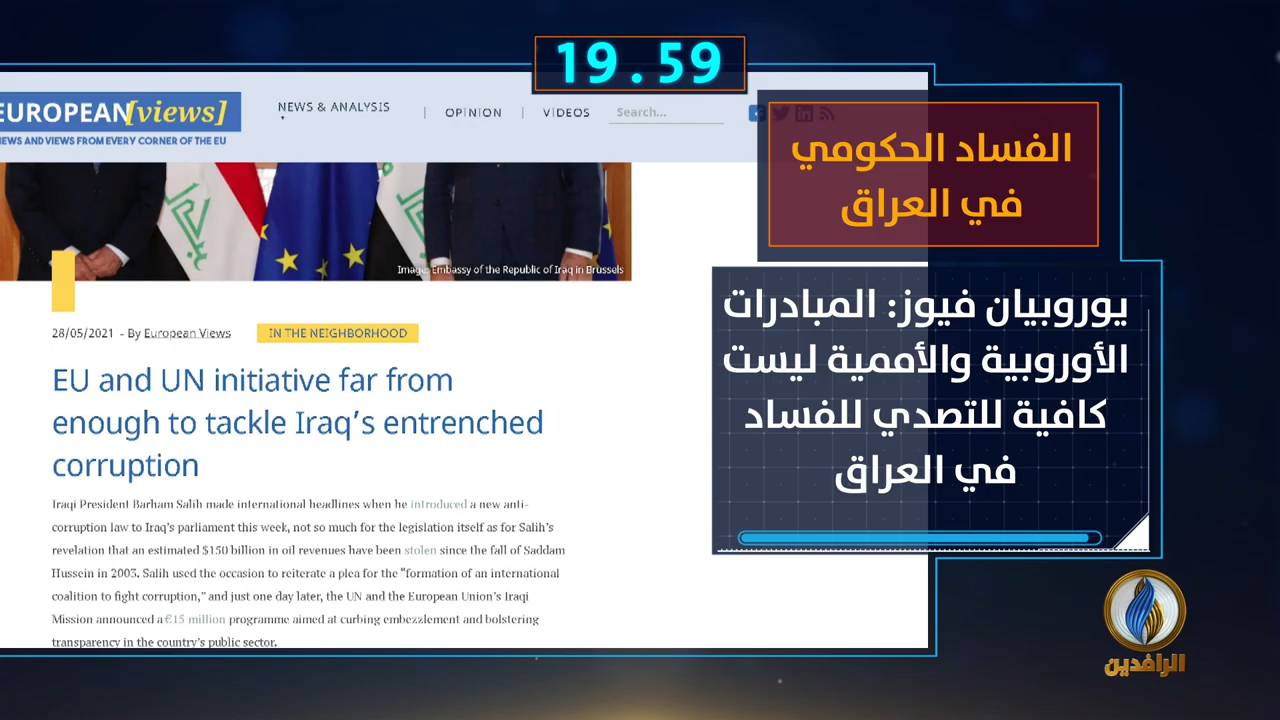 19.59
EUROPEAN[views]
NEWS AND VIEWS FROM EVERY CORNER OF THE EU
NEWS & ANALYSIS | OPINION | VIDEOS Search...
Image: Embassy of the Republic of Iraq in Brussels
28/05/2021 - By European Views IN THE NEIGHBORHOOD
EU and UN initiative far from
enough to tackle Iraq's entrenched
corruption
Iraqi President Barham Salih made international headlines when he introduced a new anti-
corruption law to Iraq's parliament this week, not so much for the legislation itself as for Salih's
revelation that an estimated $150 billion in oil revenues have been stolen since the fall of Saddam
Hussein in 2003. Salih used the occasion to reiterate a plea for the "formation of an international
coalition to fight corruption," and just one day later, the UN and the European Union's Iraqi
Mission announced a €15 million programme aimed at curbing embezzlement and bolstering
transparency in the country's public sector.
الفساد الحكومي
في العراق
يوروبيان فيوز: المبادرات
الأوروبية والأممية ليست
كافية للتصدي للفساد
في العراق
الرافدين